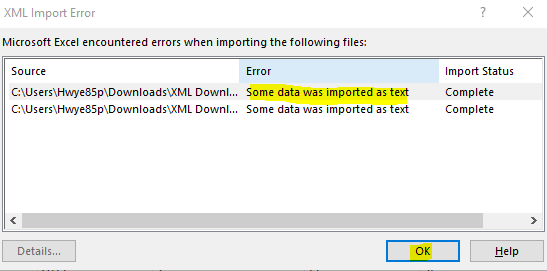 XML Import Error
Microsoft Excel encountered errors when importing the following files:
Source Error Import Status
C:\Users\Hwye85p\Downloads\XML Downl... Some data was imported as text Complete
C:\Users\Hwye85p\Downloads\XML Downl... Some data was imported as text Complete
Details... OK Help